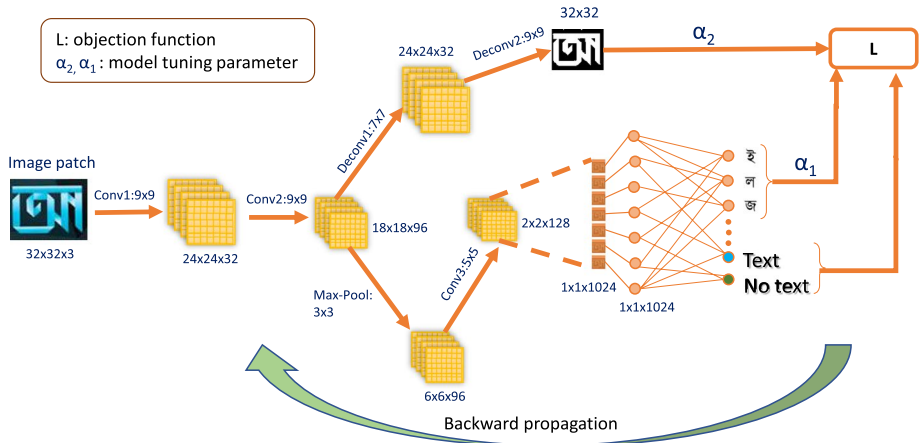 L: objection function
α2, α1 : model tuning parameter
Image patch
32x32x3
Conv1:9x9
24x24x32
Conv2:9x9
18x18x96
Deconv1:7x7
24x24x32
Deconv2:9x9
32x32
α2
L
Max-Pool:
3x3
6x6x96
Conv3:5x5
2x2x128
1x1x1024
1x1x1024
ই
ল
জ
α1
Text
No text
Backward propagation